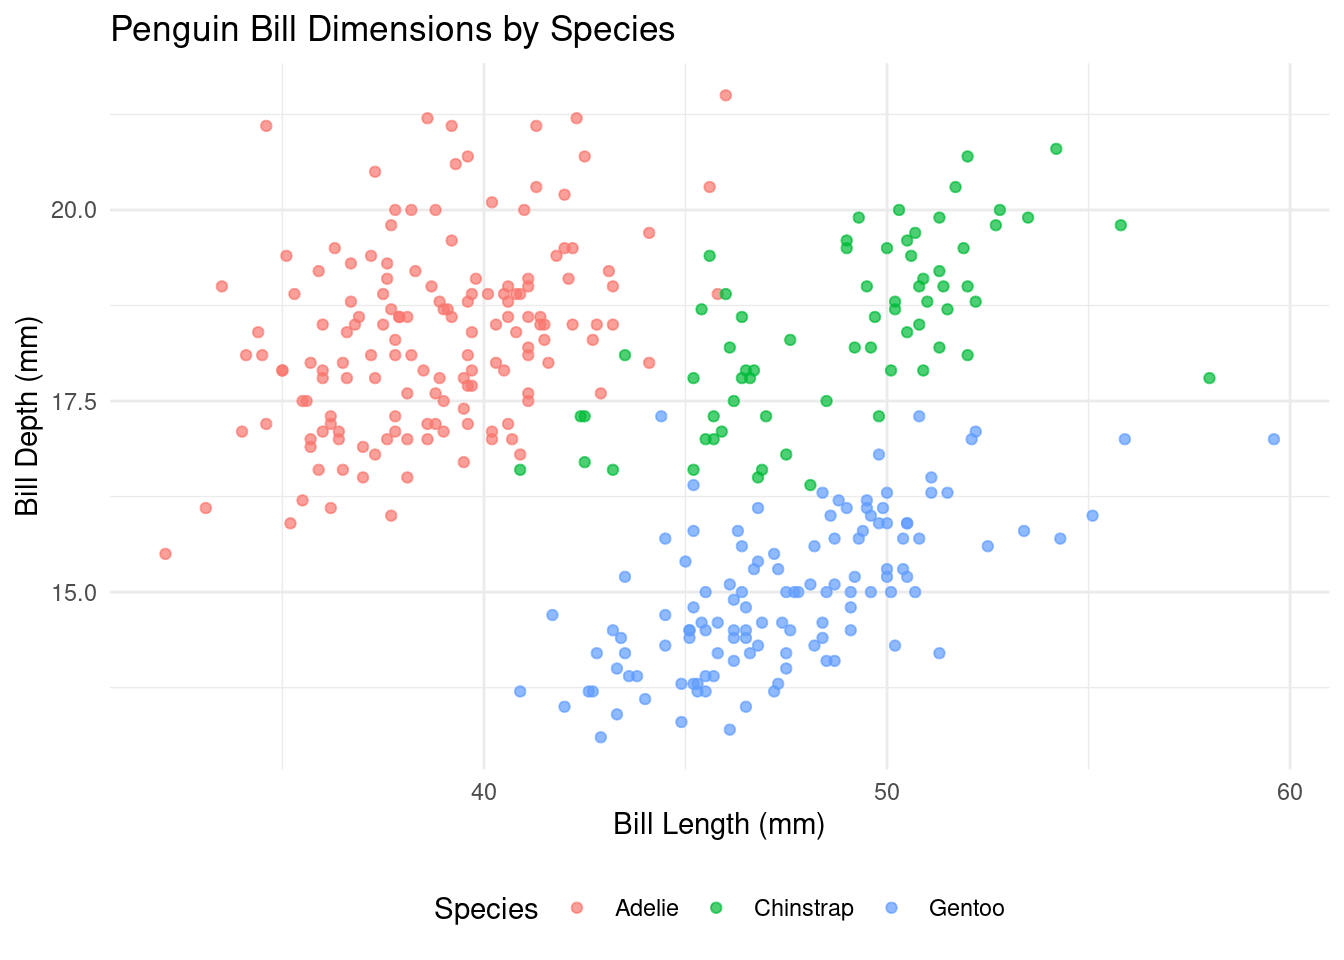 Penguin Bill Dimensions by Species
20.0
17.5
15.0
Bill Depth (mm)
40 50 60
Bill Length (mm)
Species Adelie Chinstrap Gentoo